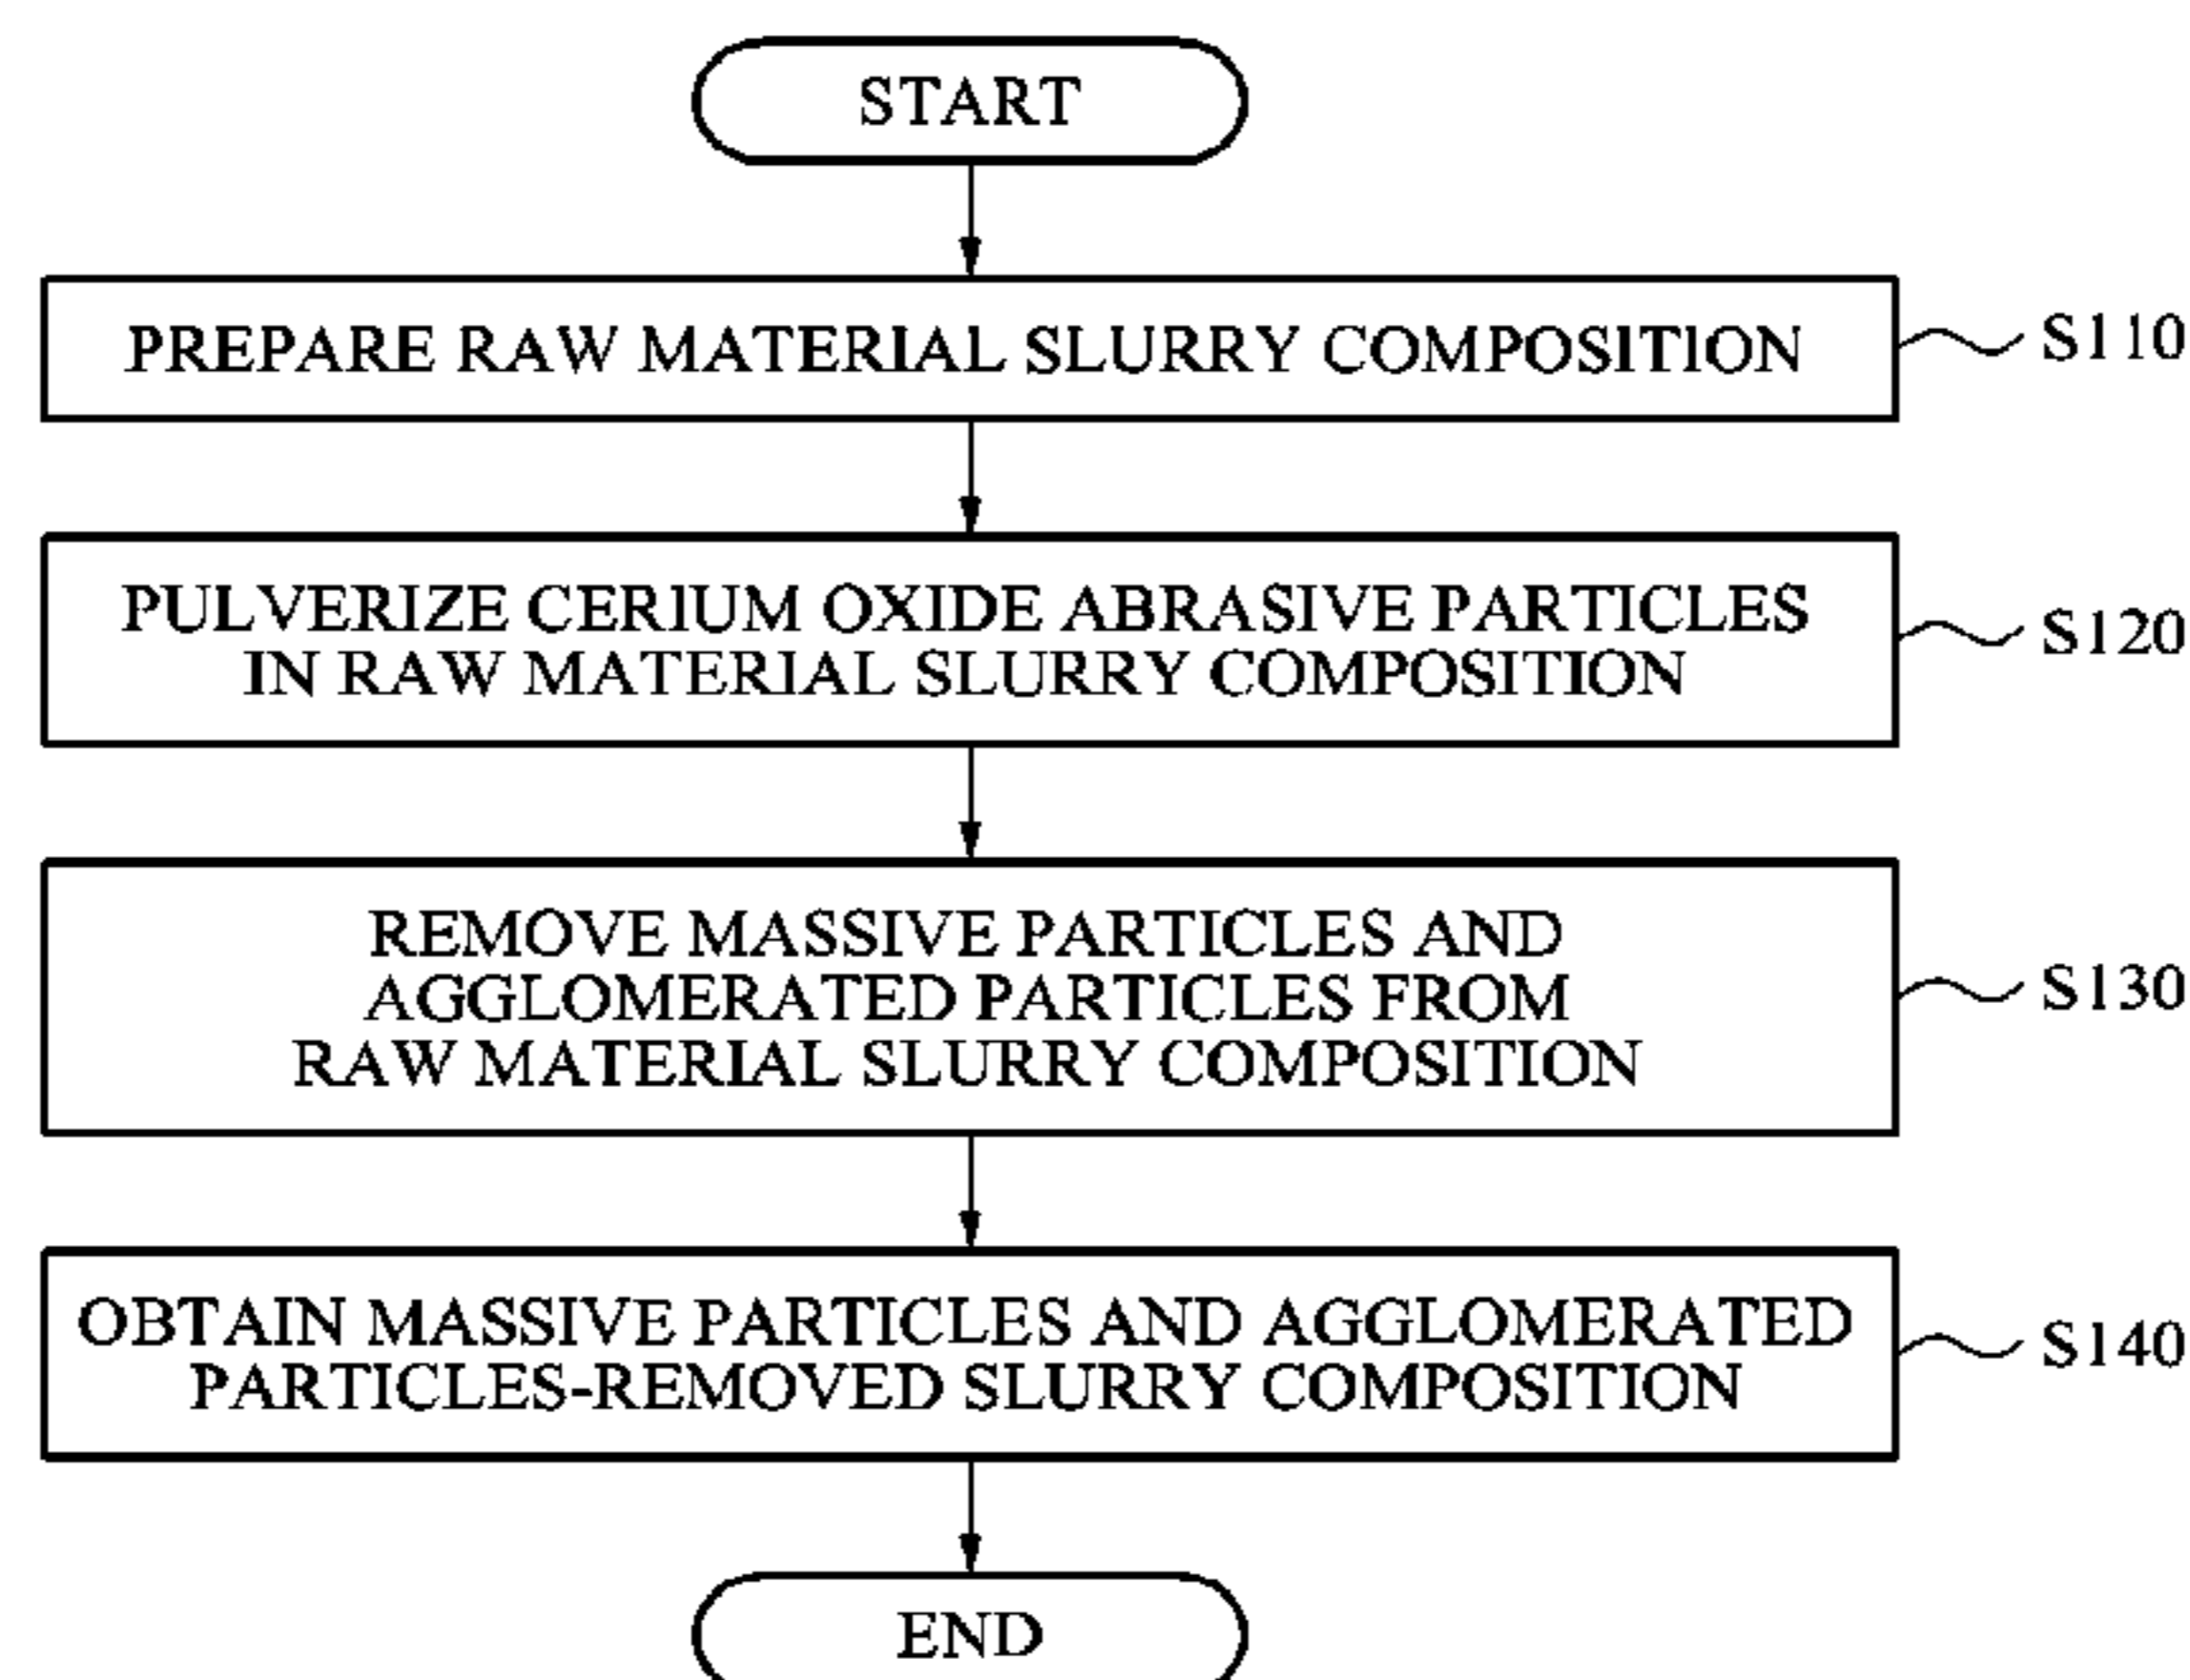 START
PREPARE RAW MATERIAL SLURRY COMPOSITION
S110
PULVERIZE CERIUM OXIDE ABRASIVE PARTICLES
IN RAW MATERIAL SLURRY COMPOSITION
S120
REMOVE MASSIVE PARTICLES AND
AGGLOMERATED PARTICLES FROM
RAW MATERIAL SLURRY COMPOSITION
S130
OBTAIN MASSIVE PARTICLES AND AGGLOMERATED
PARTICLES-REMOVED SLURRY COMPOSITION
S140
END